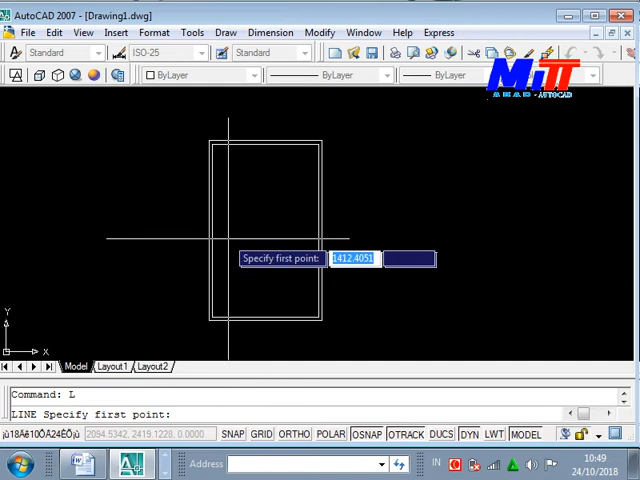 AutoCAD 2007 - [Drawing1.dwg]
File Edit View Insert Format Tools Draw Dimension Modify Window Help Express
Standard ISO-25 Standard
ByLayer ByLayer ByLayer
MiTT
AHAP - AUTOCAD
Specify first point: 1412.4051
Y
X
Model Layout1 Layout2
Command: L
LINE Specify first point:
2094.5342, 2419.1228, 0.0000 SNAP GRID ORTHO POLAR OSNAP OTRACK DUCS DYN LWT MODEL
Address IN 10:49
24/10/2018